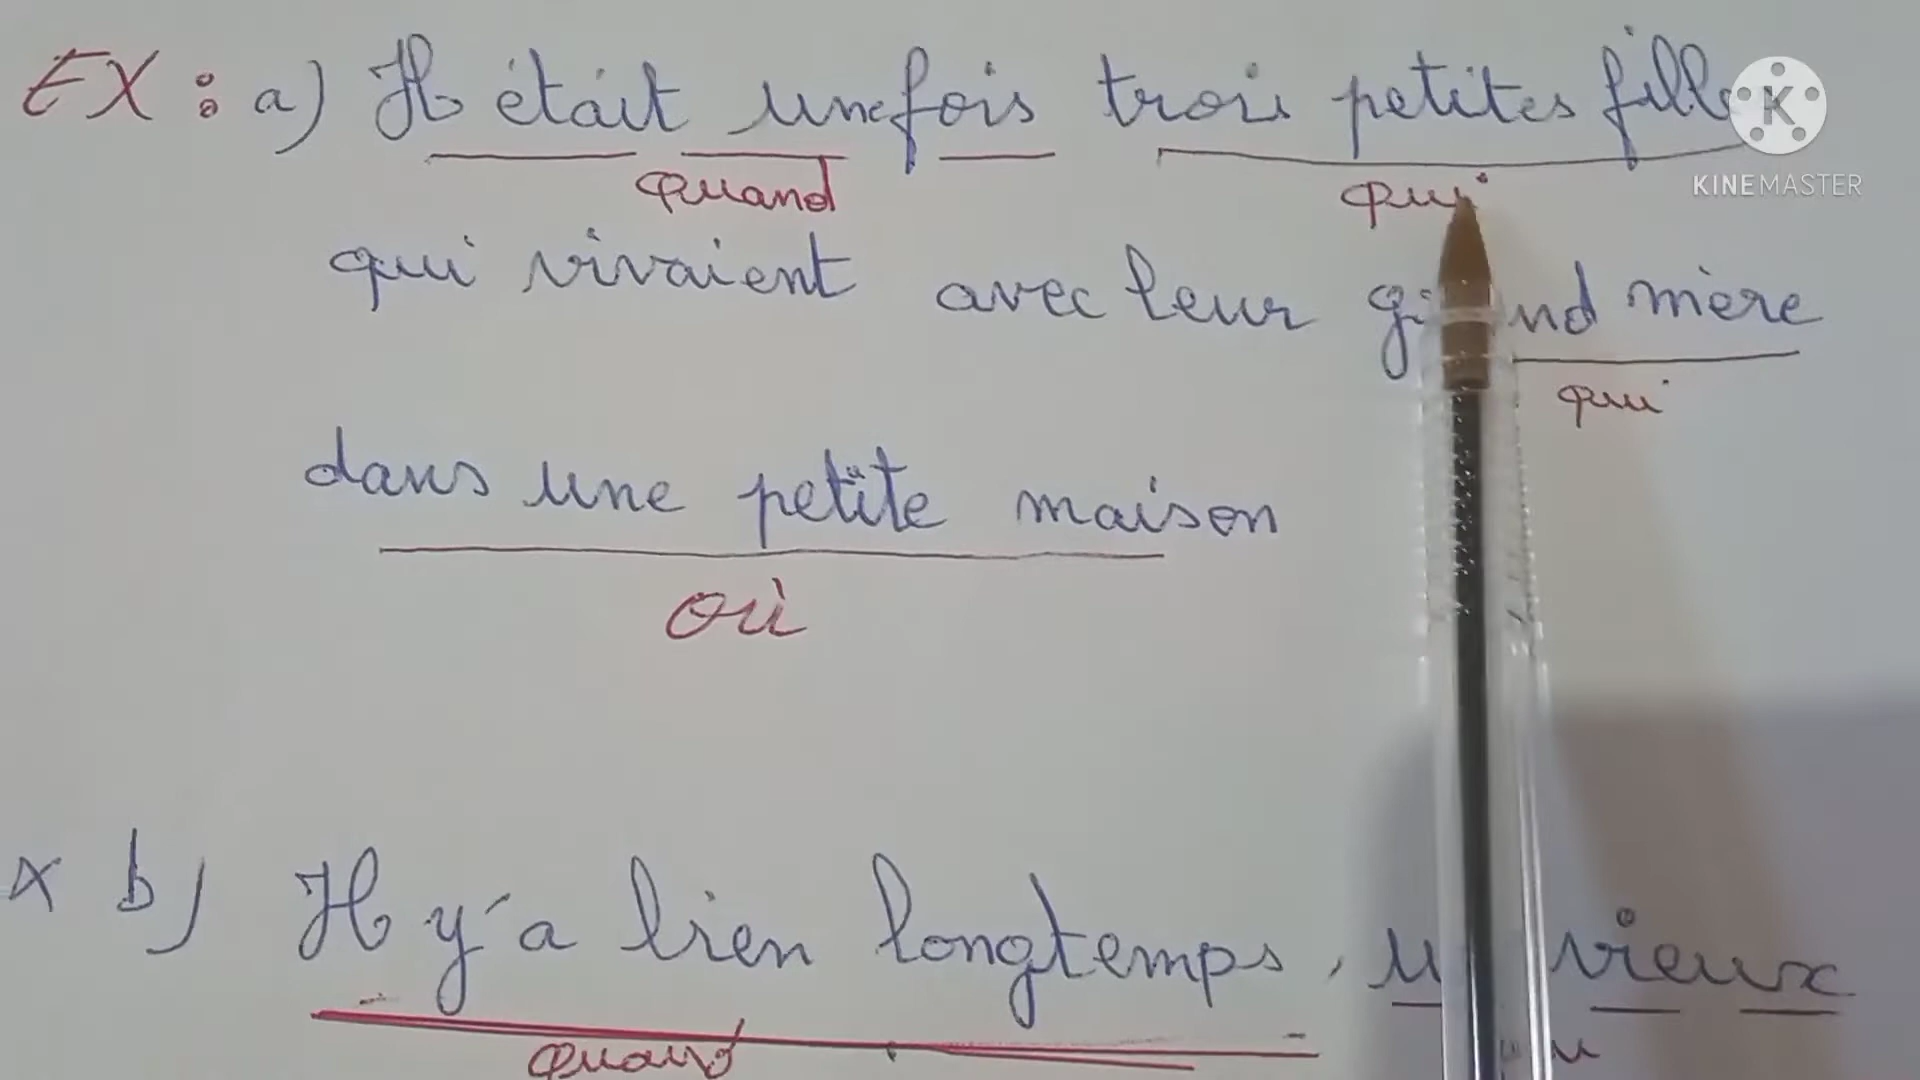 EX : a) Il était une fois trois petites fill
quand qui
qui vivaient avec leur grand mère
qui
dans une petite maison
où
x b) Il y'a bien longtemps, un vieux
quand
K
KINEMASTER